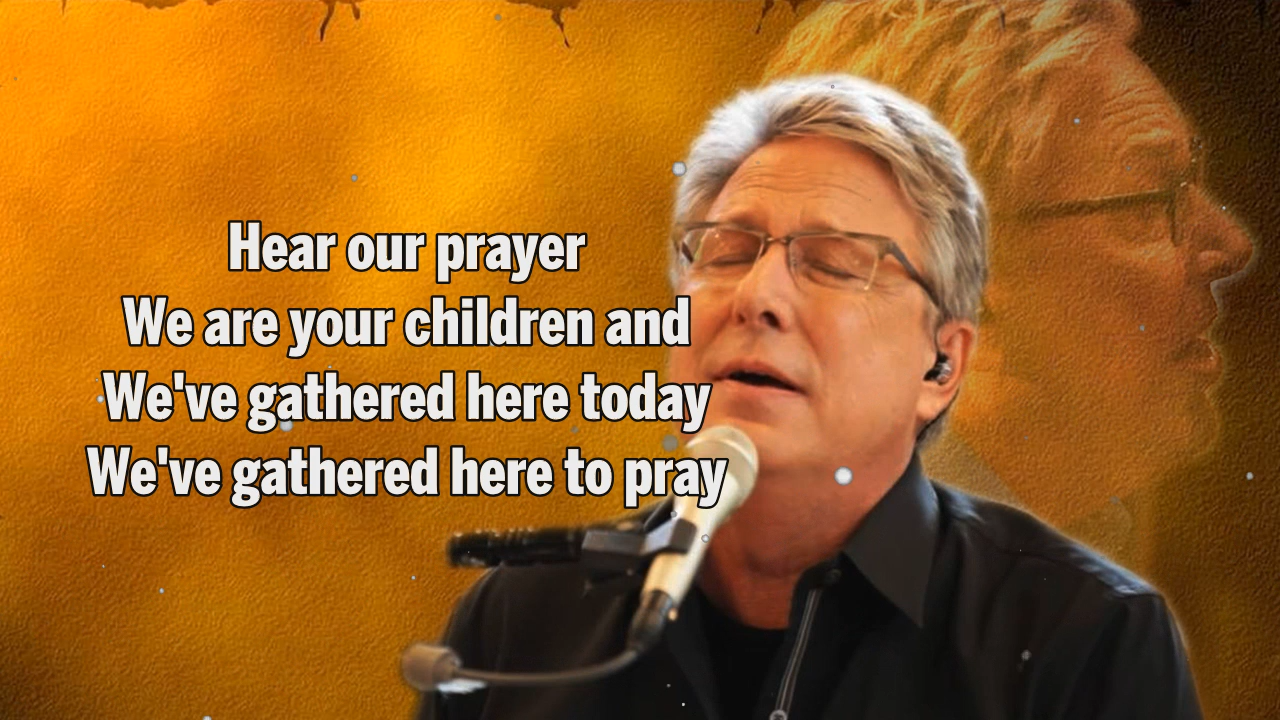 Hear our prayer
We are your children and
We've gathered here today
We've gathered here to pray